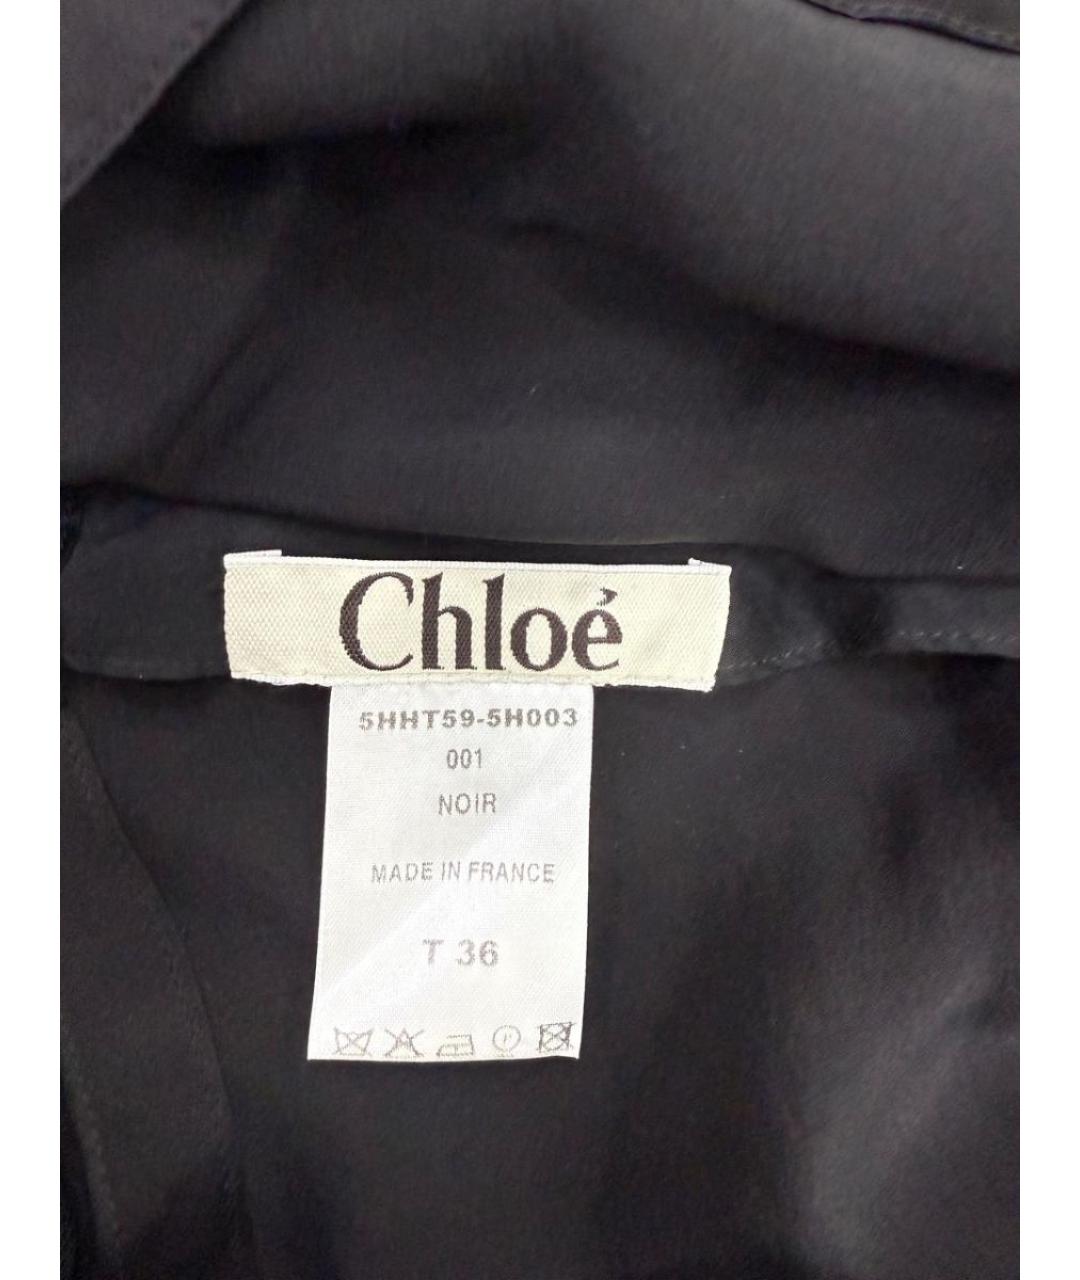 Chloé
5HHT59-5H003
001
NOIR
MADE IN FRANCE
T 36